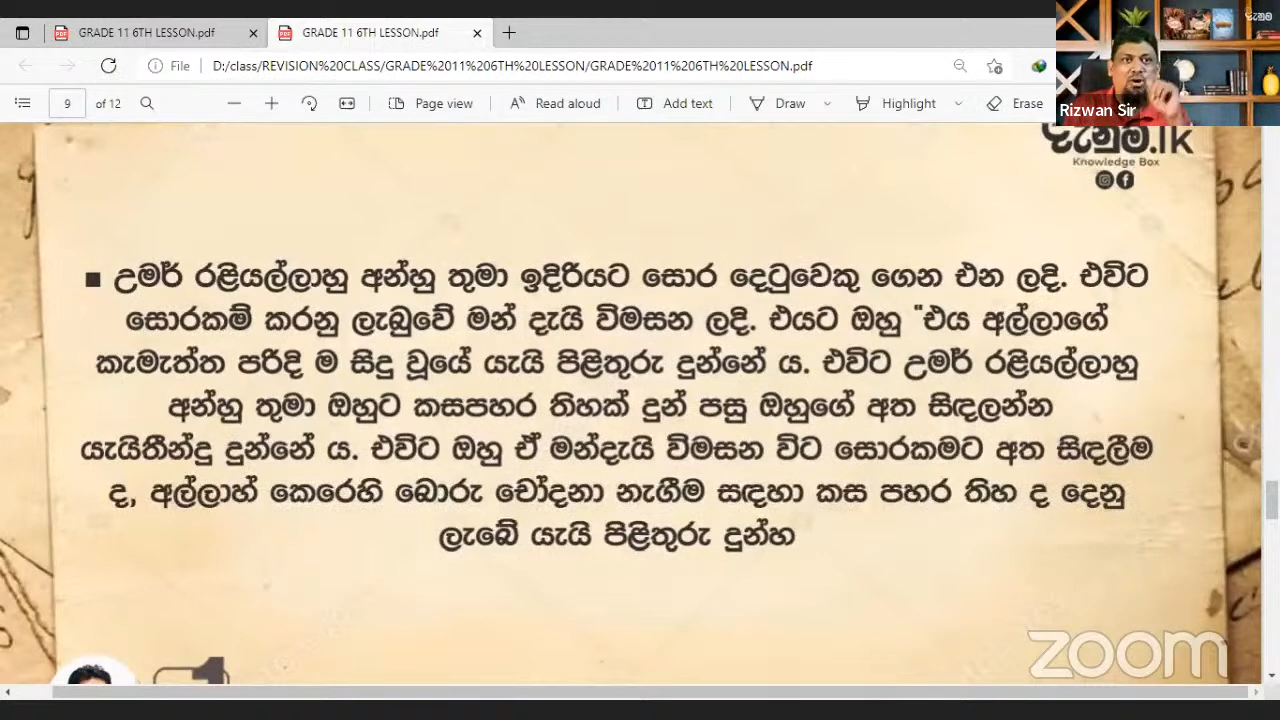 GRADE 11 6TH LESSON.pdf
GRADE 11 6TH LESSON.pdf
File
D:/class/REVISION%20CLASS/GRADE%2011%206TH%20LESSON/GRADE%2011%206TH%20LESSON.pdf
9 of 12
Page view
Read aloud
Add text
Draw
Highlight
Erase
දැනුම
Rizwan Sir
දැනුම.lk
Knowledge Box
■ උමර් රළියල්ලාහු අන්හු තුමා ඉදිරියට සොර දෙටුවෙකු ගෙන එන ලදි. එවිට
සොරකම් කරනු ලැබුවේ මන් දැයි විමසන ලදි. එයට ඔහු "එය අල්ලාගේ
කැමැත්ත පරිදි ම සිදු වූයේ යැයි පිළිතුරු දුන්නේ ය. එවිට උමර් රළියල්ලාහු
අන්හු තුමා ඔහුට කසපහර තිහක් දුන් පසු ඔහුගේ අත සිඳලන්න
යැයිතීන්දු දුන්නේ ය. එවිට ඔහු ඒ මන්දැයි විමසන විට සොරකමට අත සිඳලීම
ද, අල්ලාහ් කෙරෙහි බොරු චෝදනා නැගීම සඳහා කස පහර තිහ ද දෙනු
ලැබේ යැයි පිළිතුරු දුන්හ
zoom